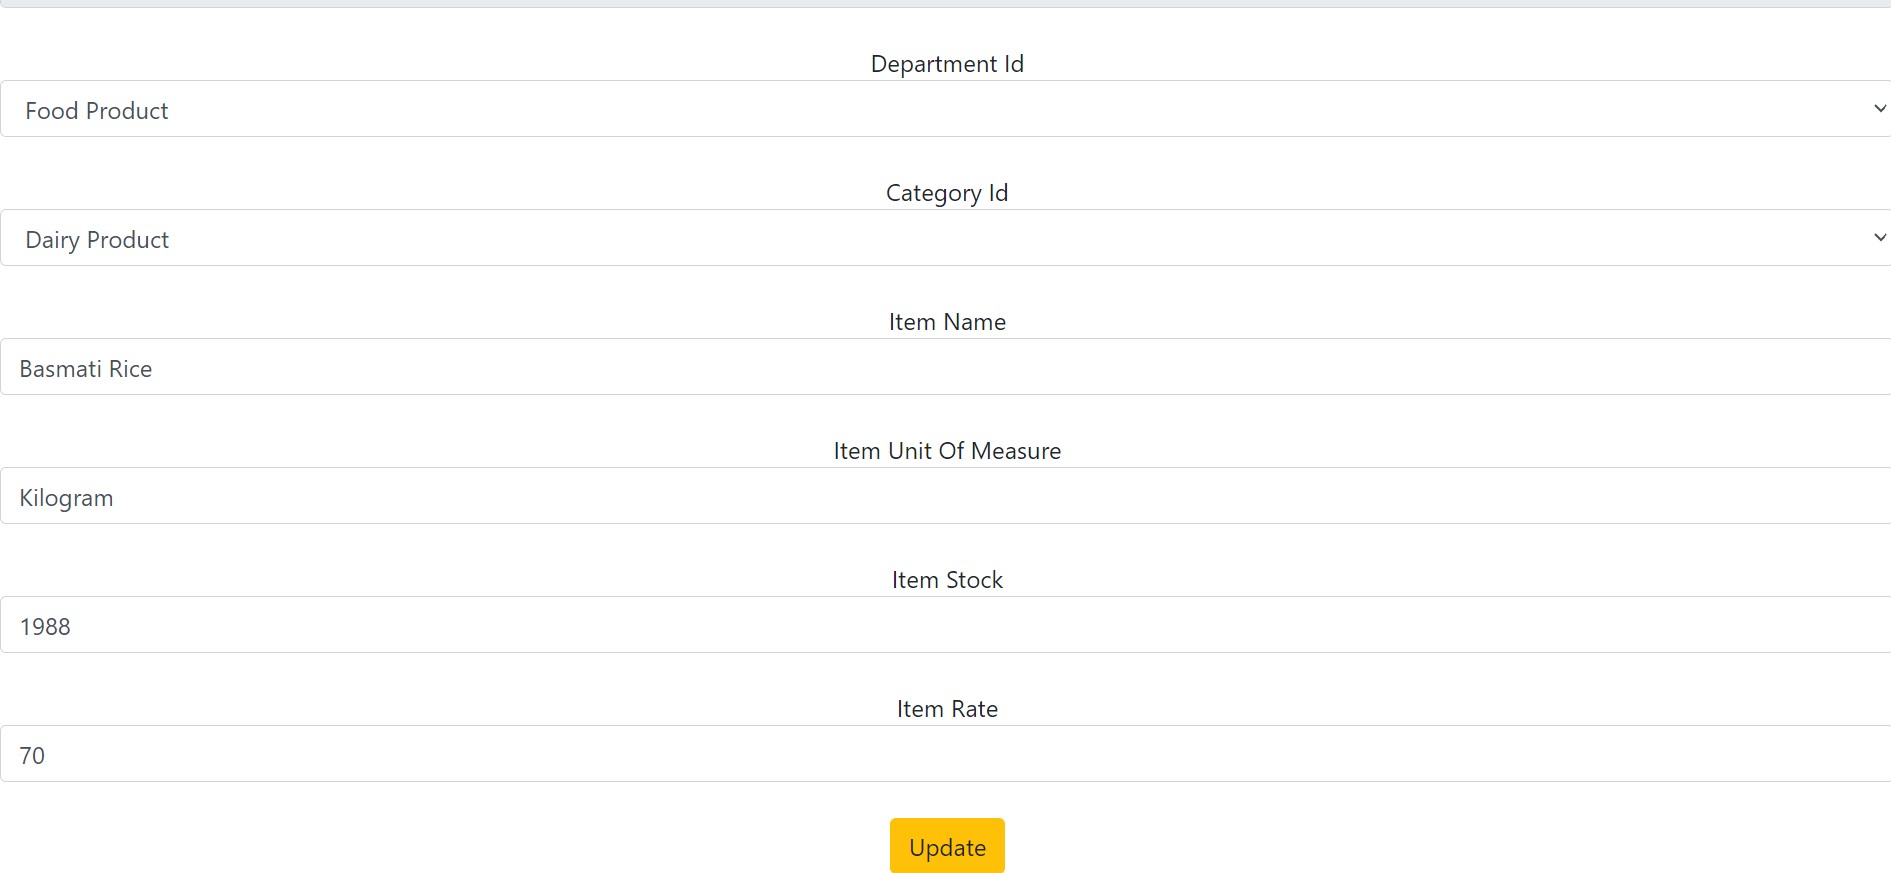 Department Id
Food Product
Category Id
Dairy Product
Item Name
Basmati Rice
Item Unit Of Measure
Kilogram
Item Stock
1988
Item Rate
70
Update